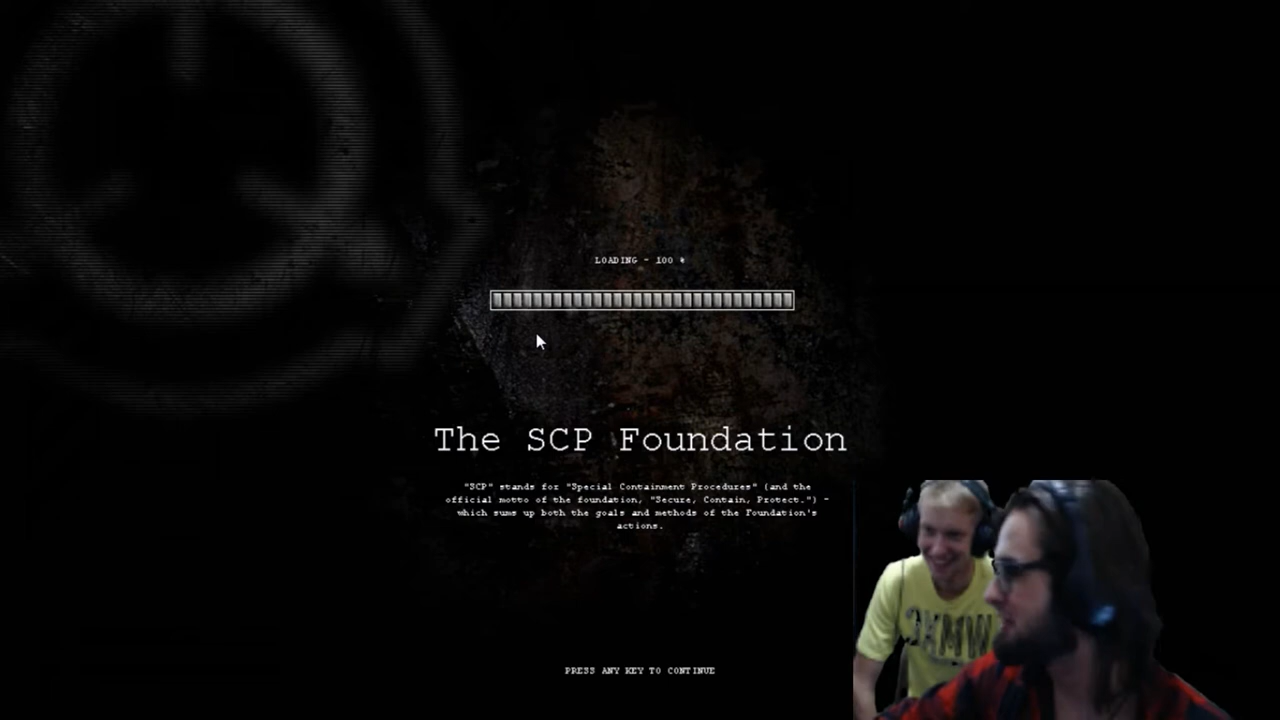 LOADING - 100 %
The SCP Foundation
"SCP" stands for "Special Containment Procedures" (and the
official motto of the foundation, "Secure, Contain, Protect.") -
which sums up both the goals and methods of the Foundation's
actions.
PRESS ANY KEY TO CONTINUE